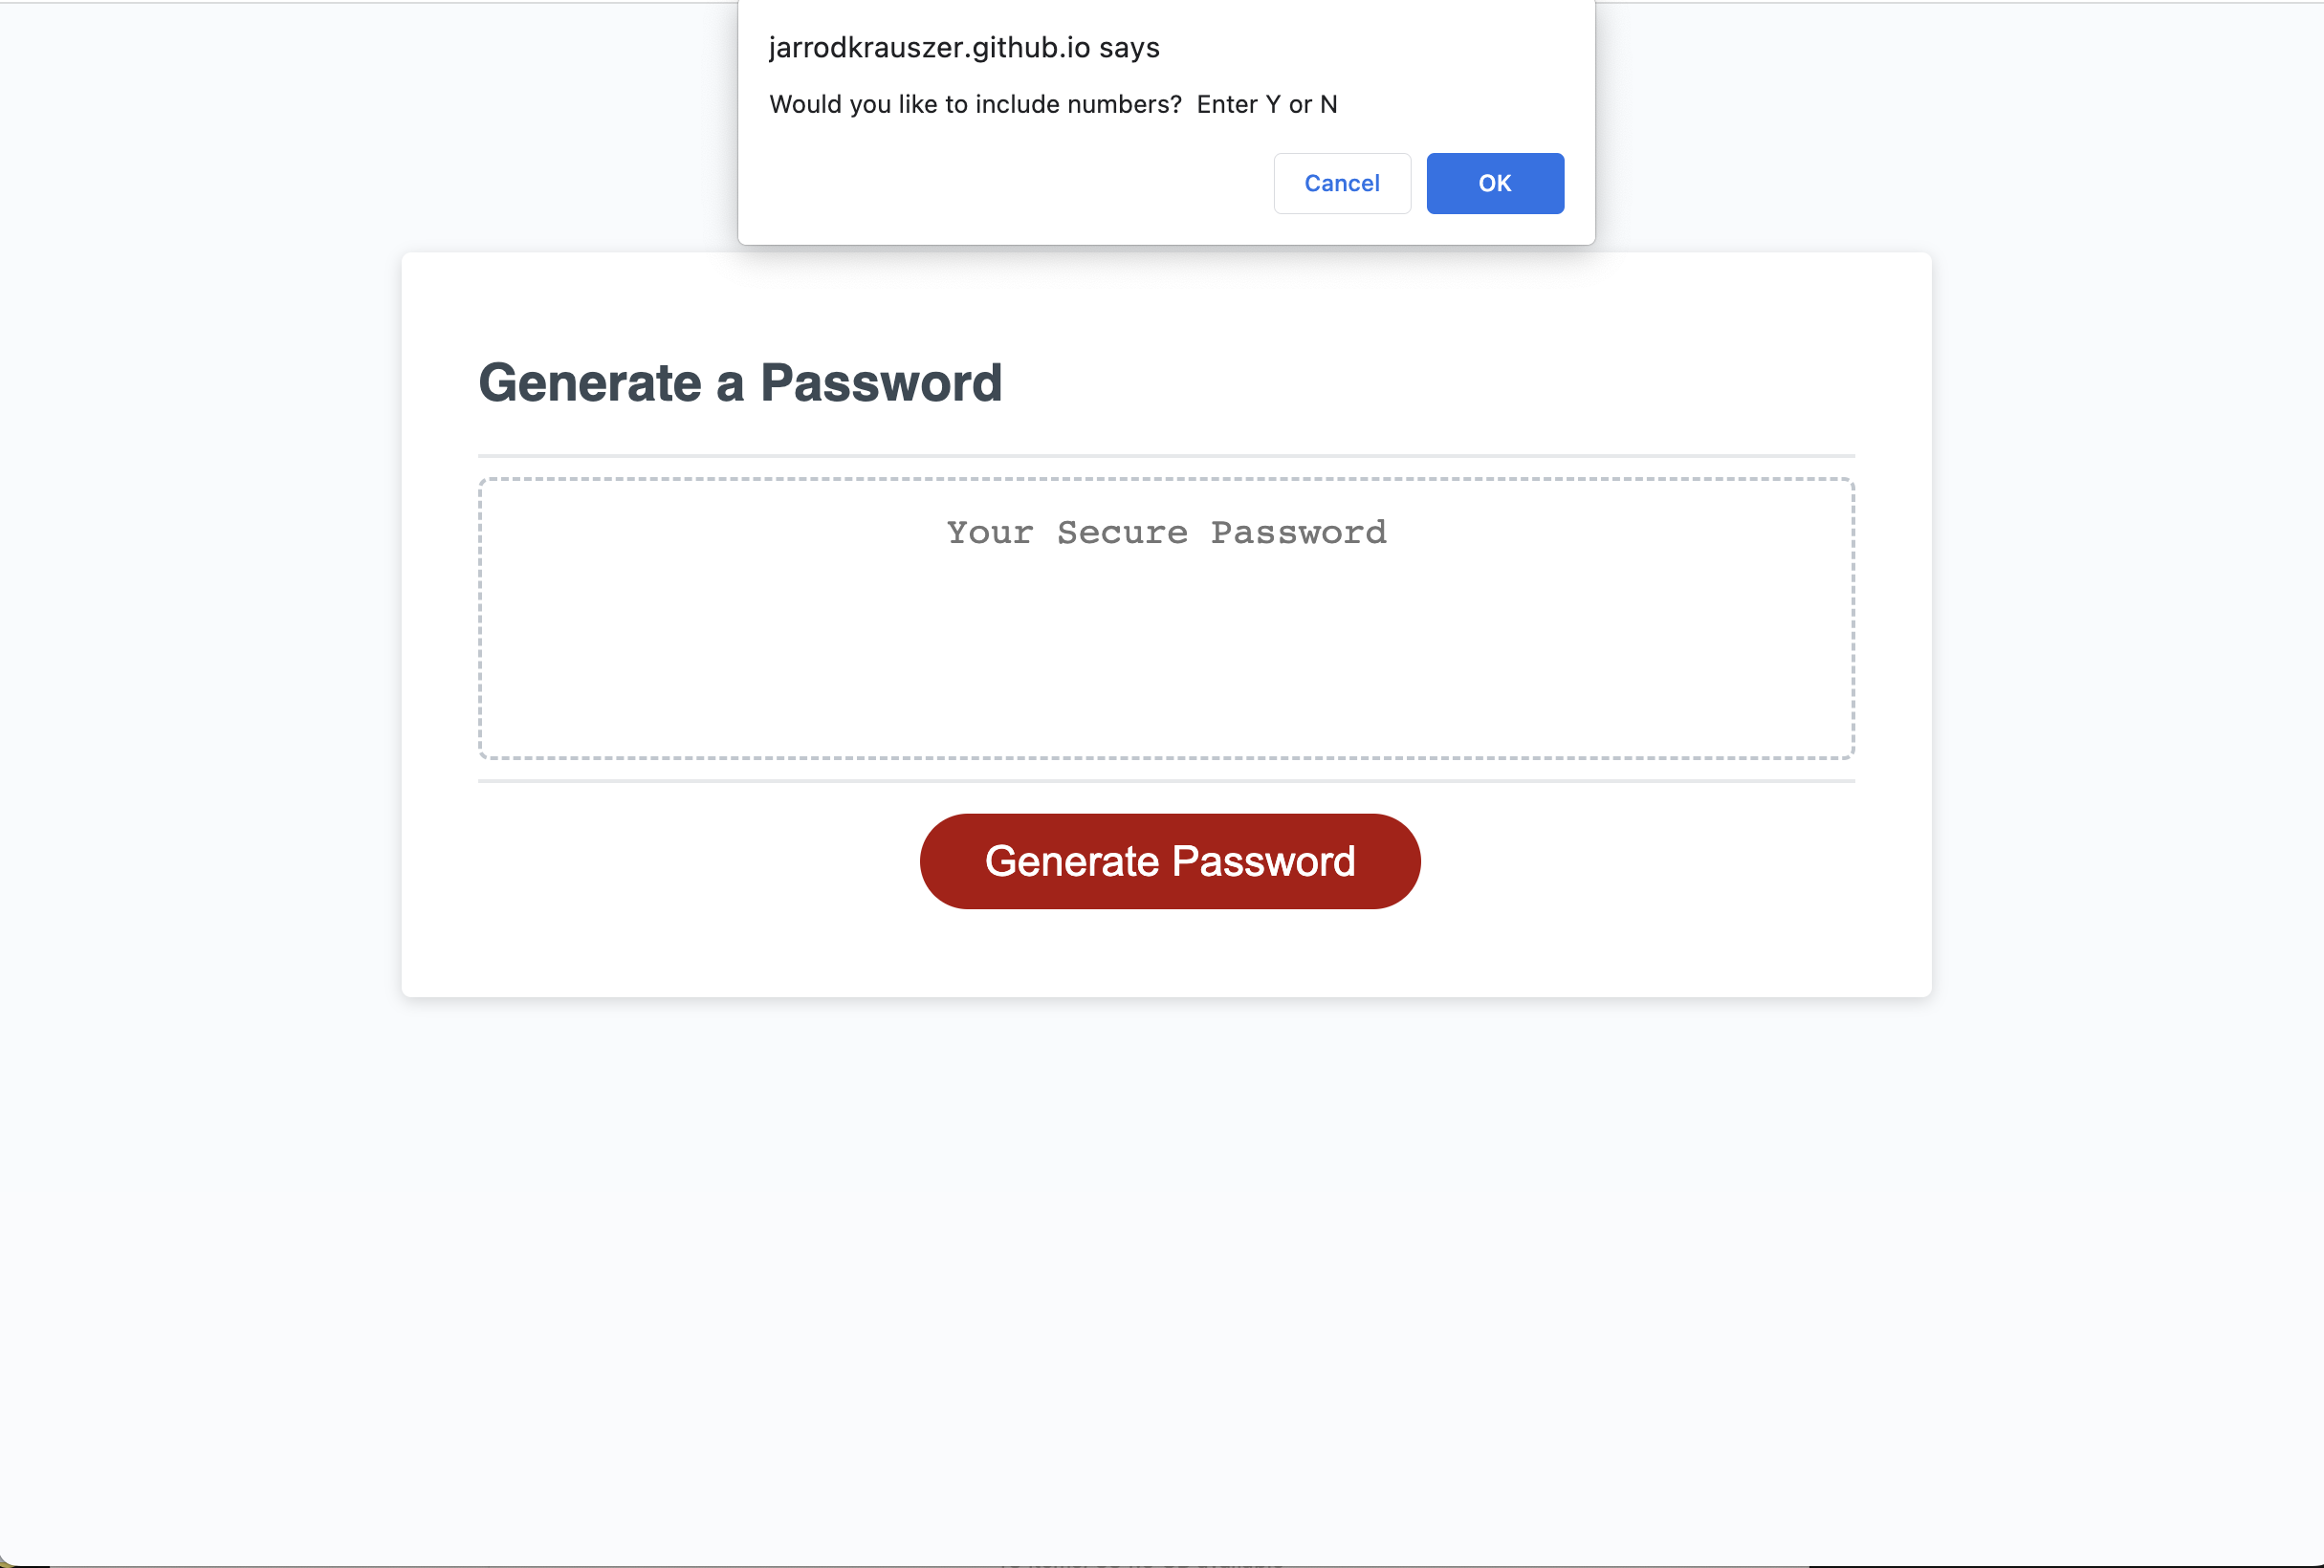 jarrodkrauszer.github.io says
Would you like to include numbers?  Enter Y or N
Cancel
OK
Generate a Password
Your Secure Password
Generate Password